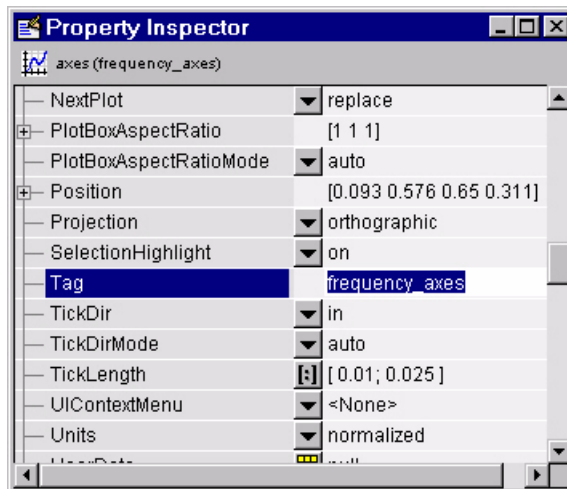 Property Inspector
axes (frequency_axes)
NextPlot replace
PlotBoxAspectRatio [1 1 1]
PlotBoxAspectRatioMode auto
Position [0.093 0.576 0.65 0.311]
Projection orthographic
SelectionHighlight on
Tag frequency_axes
TickDir in
TickDirMode auto
TickLength [:] [ 0.01; 0.025 ]
UIContextMenu <None>
Units normalized